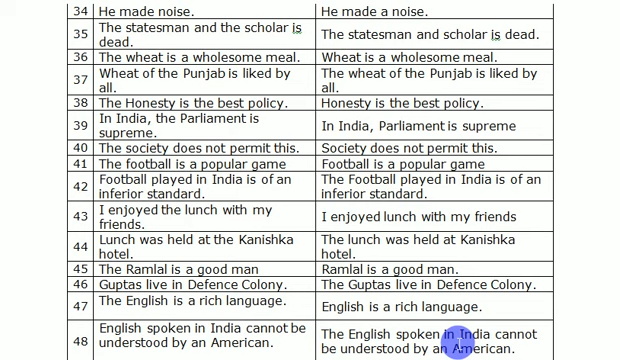 34 He made noise. He made a noise.
35 The statesman and the scholar is dead. The statesman and scholar is dead.
36 The wheat is a wholesome meal. Wheat is a wholesome meal.
37 Wheat of the Punjab is liked by all. The wheat of the Punjab is liked by all.
38 The Honesty is the best policy. Honesty is the best policy.
39 In India, the Parliament is supreme. In India, Parliament is supreme
40 The society does not permit this. Society does not permit this.
41 The football is a popular game Football is a popular game
42 Football played in India is of an inferior standard. The Football played in India is of an inferior standard.
43 I enjoyed the lunch with my friends. I enjoyed lunch with my friends
44 Lunch was held at the Kanishka hotel. The lunch was held at Kanishka hotel.
45 The Ramlal is a good man Ramlal is a good man.
46 Guptas live in Defence Colony. The Guptas live in Defence Colony.
47 The English is a rich language. English is a rich language.
48 English spoken in India cannot be understood by an American. The English spoken in India cannot be understood by an American.